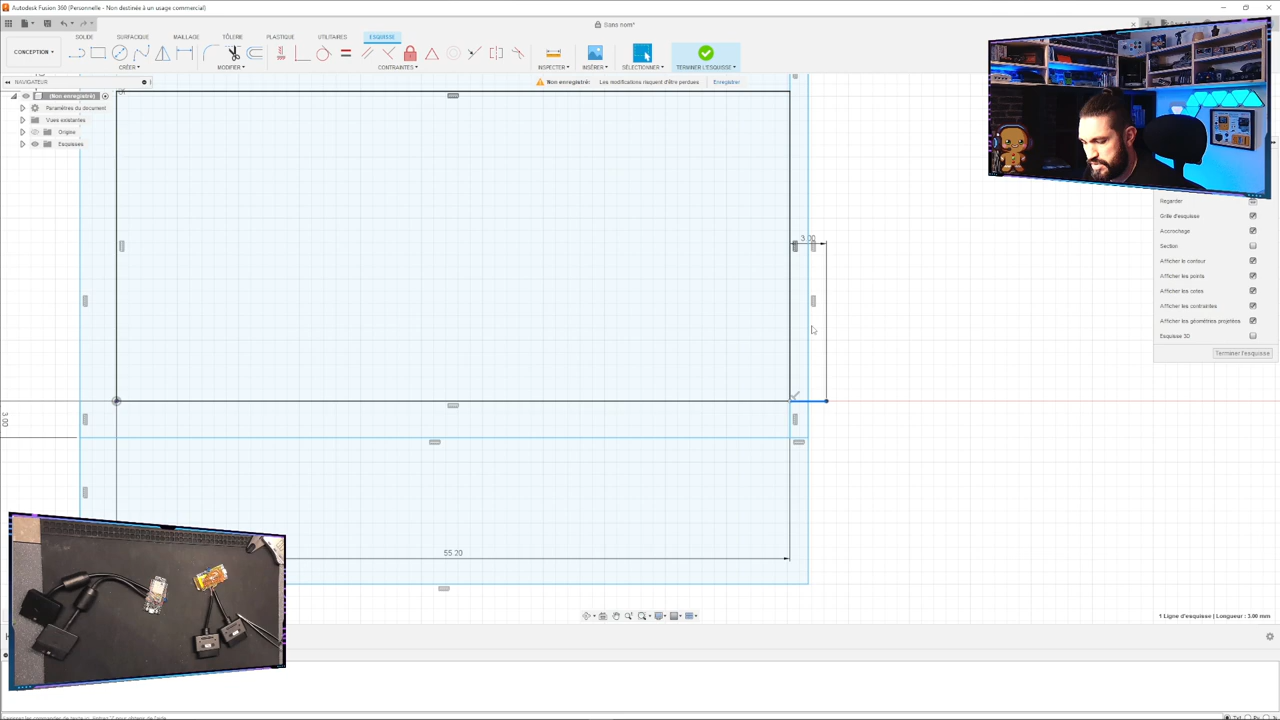 Autodesk Fusion 360 (Personnelle - Non destinée à un usage commercial)
Sans nom*
CONCEPTION
SOLIDE
SURFACIQUE
MAILLAGE
TÔLERIE
PLASTIQUE
UTILITAIRES
ESQUISSE
CRÉER
MODIFIER
CONTRAINTES
INSPECTER
INSÉRER
SÉLECTIONNER
TERMINER L'ESQUISSE
NAVIGATEUR
Non enregistré:
Les modifications risquent d'être perdues.
Enregistrer
(Non enregistré)
Paramètres du document
Vues existantes
Origine
Esquisses
Regarder
Grille d'esquisse
Accrochage
Section
Afficher le contour
Afficher les points
Afficher les cotes
Afficher les contraintes
Afficher les géométries projetées
Esquisse 3D
Terminer l'esquisse
3.00
3.00
55.20
1 Ligne d'esquisse | Longueur : 3.00 mm